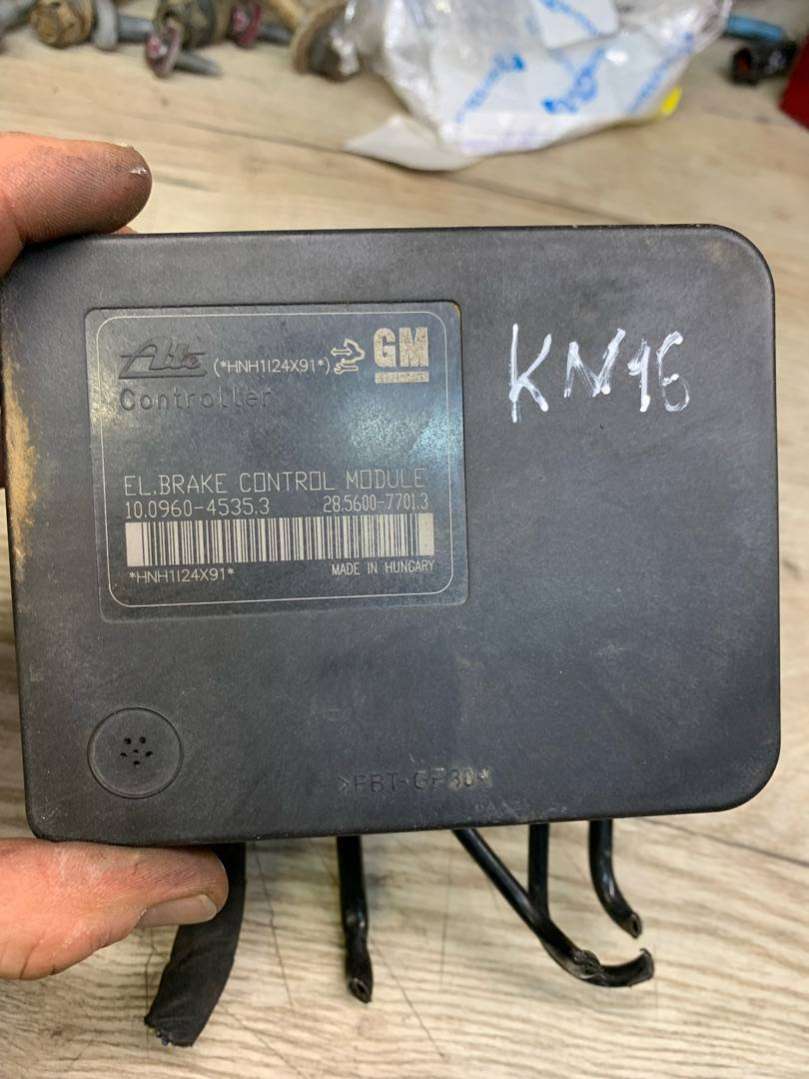 Ate (*HNH1I24X91*) GM
Controller
KN16
EL.BRAKE CONTROL MODULE
10.0960-4535.3 28.5600-7701.3
*HNH1I24X91* MADE IN HUNGARY
>PBT-GF30<